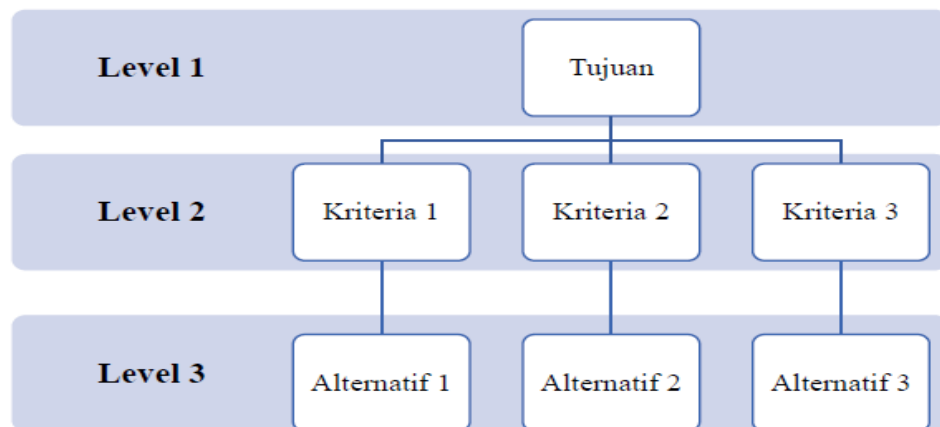 Level 1
Tujuan
Level 2
Kriteria 1
Kriteria 2
Kriteria 3
Level 3
Alternatif 1
Alternatif 2
Alternatif 3